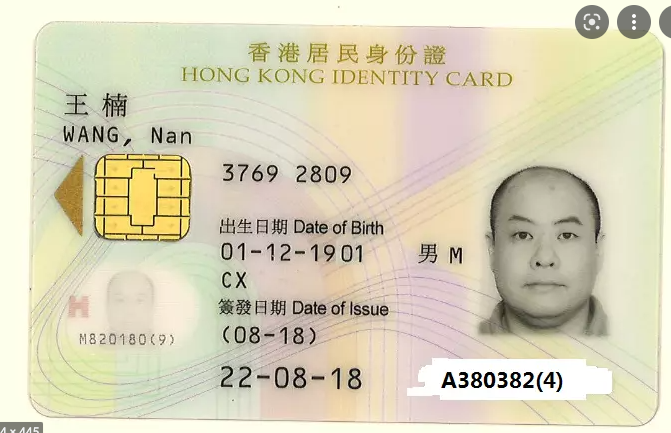 香港居民身份證
HONG KONG IDENTITY CARD
王 楠
WANG, Nan
3769 2809
出生日期 Date of Birth
01-12-1901
男 M
CX
簽發日期 Date of Issue
(08-18)
M820180(9)
22-08-18
A380382(4)
4 × 445